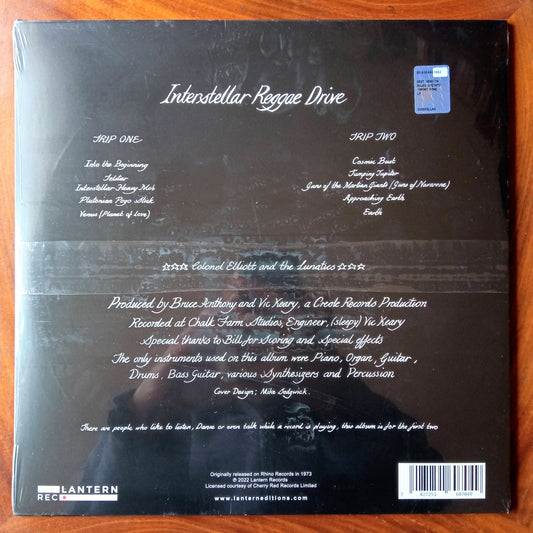 Interstellar Reggae Drive
TRIP ONE
Into the Beginning
Telstar
Interstellar Heavy Mob
Plutonian Pogo Stick
Venus (Planet of Love)
TRIP TWO
Cosmic Bust
Jumping Jupiter
Guns of the Martian Giants (Guns of Navarone)
Approaching Earth
Earth
☆☆☆ Colonel Elliott and the Lunatics ☆☆☆
Produced by Bruce Anthony and Vic Keary, a Creole Records Production
Recorded at Chalk Farm Studios, Engineer, (sleepy) Vic Keary
Special thanks to Bill for Scoring and Special effects
The only instruments used on this album were Piano, Organ, Guitar,
Drums, Bass Guitar, various Synthesizers and Percussion
Cover Design; Mike Sedgwick.
There are people who like to listen, Dance or even talk while a record is playing, this album is for the first two
LANTERN
REC
Originally released on Rhino Records in 1973
℗ 2022 Lantern Records
Licensed courtesy of Cherry Red Records Limited
www.lanterneditions.com